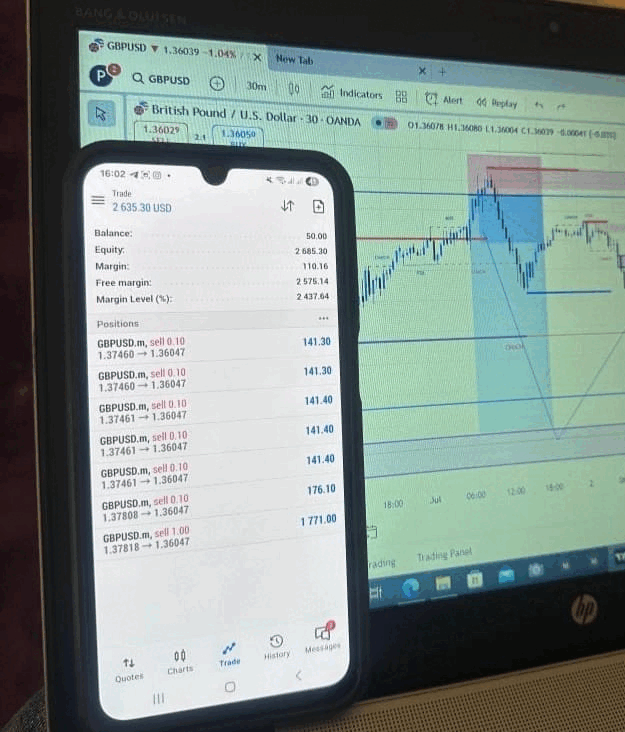 BANG & OLUFSEN
GBPUSD ▼ 1.36039 −1.04% /
New Tab
P
2
GBPUSD
30m
Indicators
Alert
Replay
British Pound / U.S. Dollar · 30 · OANDA
O1.36078 H1.36080 L1.36004 C1.36039 −0.00041
1.36029
SELL
2.1
1.36050
BUY
16:02
Trade
2 635.30 USD
Balance: 50.00
Equity: 2 685.30
Margin: 110.16
Free margin: 2 575.14
Margin Level (%): 2 437.64
Positions
GBPUSD.m, sell 0.10
1.37460 → 1.36047
141.30
GBPUSD.m, sell 0.10
1.37460 → 1.36047
141.30
GBPUSD.m, sell 0.10
1.37461 → 1.36047
141.40
GBPUSD.m, sell 0.10
1.37461 → 1.36047
141.40
GBPUSD.m, sell 0.10
1.37461 → 1.36047
141.40
GBPUSD.m, sell 0.10
1.37808 → 1.36047
176.10
GBPUSD.m, sell 1.00
1.37818 → 1.36047
1 771.00
Quotes
Charts
Trade
History
Messages
18:00
Jul
06:00
12:00
18:00
2
rading
Trading Panel
hp